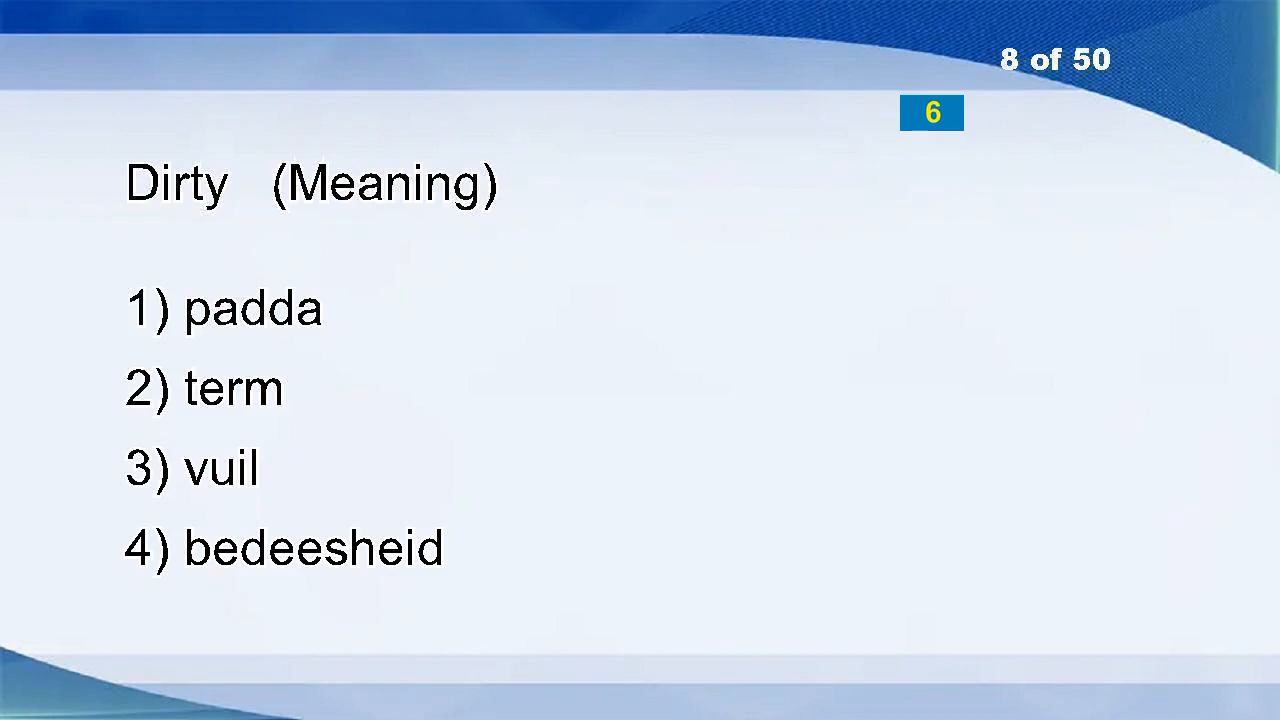 8 of 50
6
Dirty (Meaning)
1) padda
2) term
3) vuil
4) bedeesheid